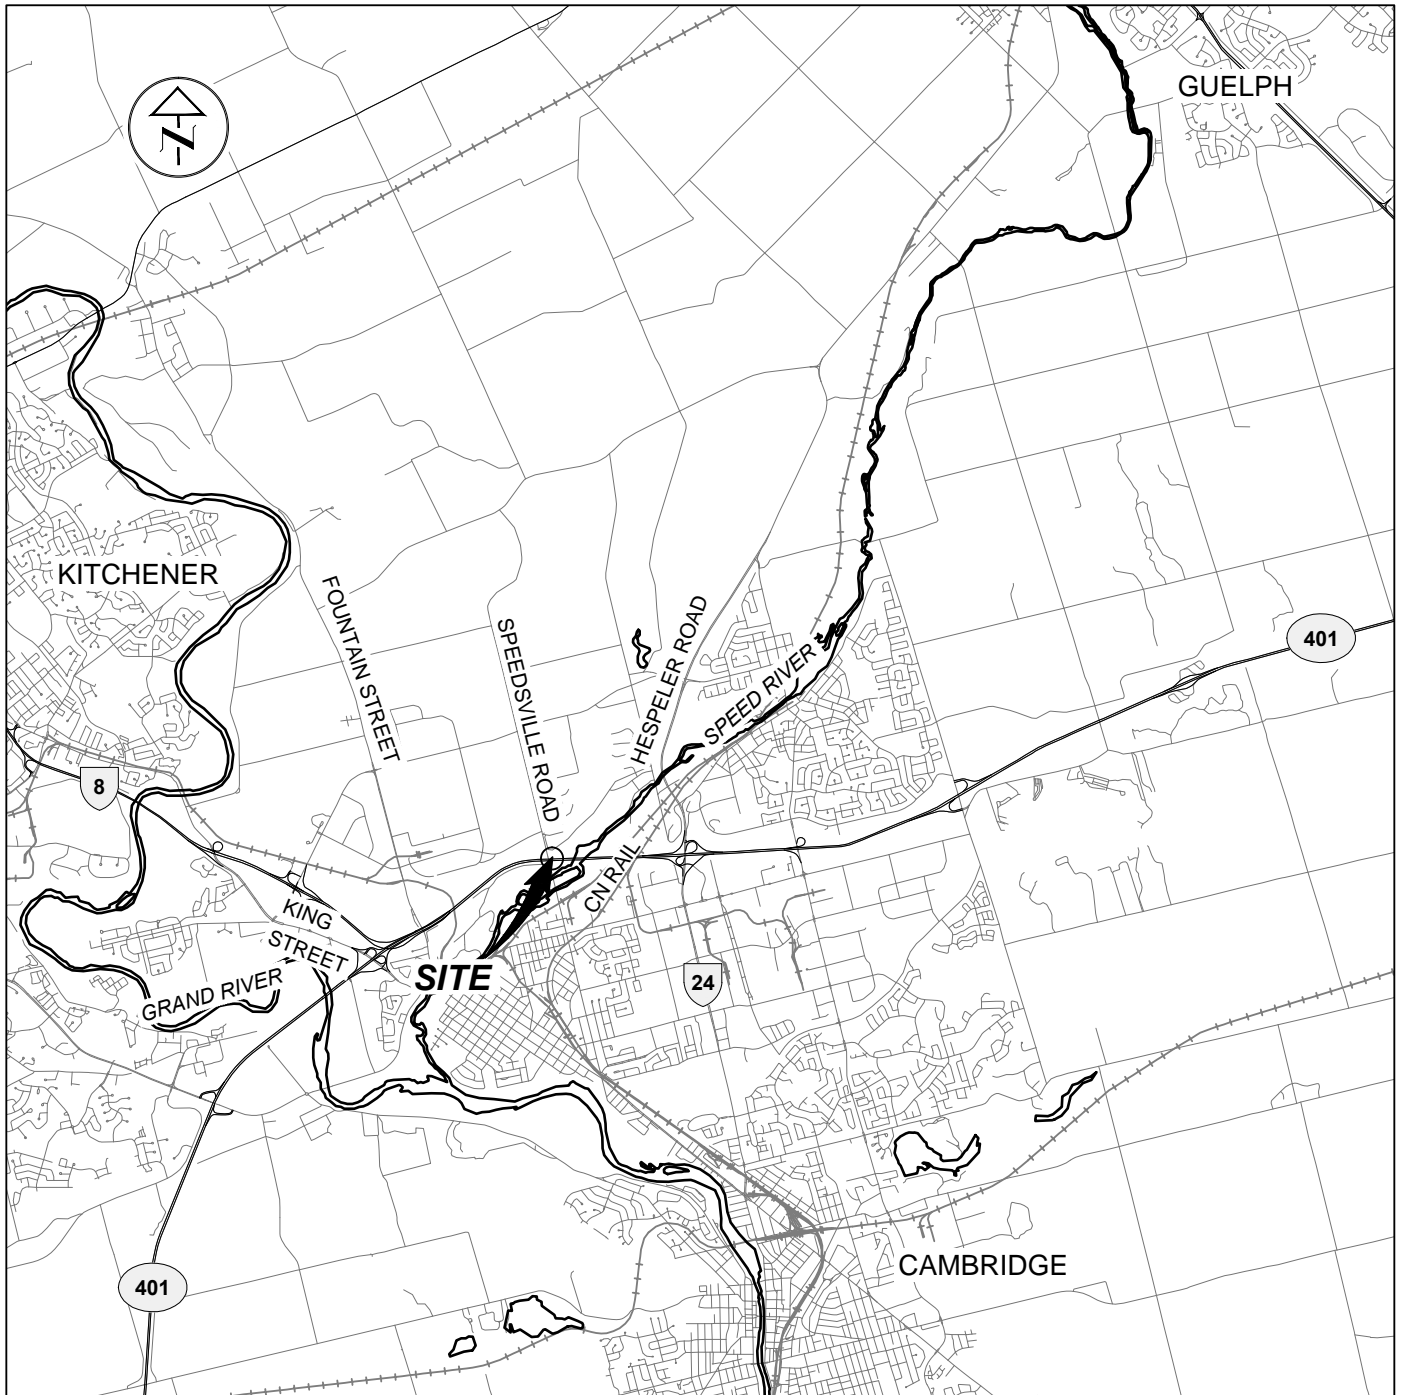 GUELPH
N
KITCHENER
FOUNTAIN STREET
SPEEDSVILLE ROAD
HESPELER ROAD
SPEED RIVER
401
8
CN RAIL
KING
STREET
SITE
24
GRAND RIVER
CAMBRIDGE
401